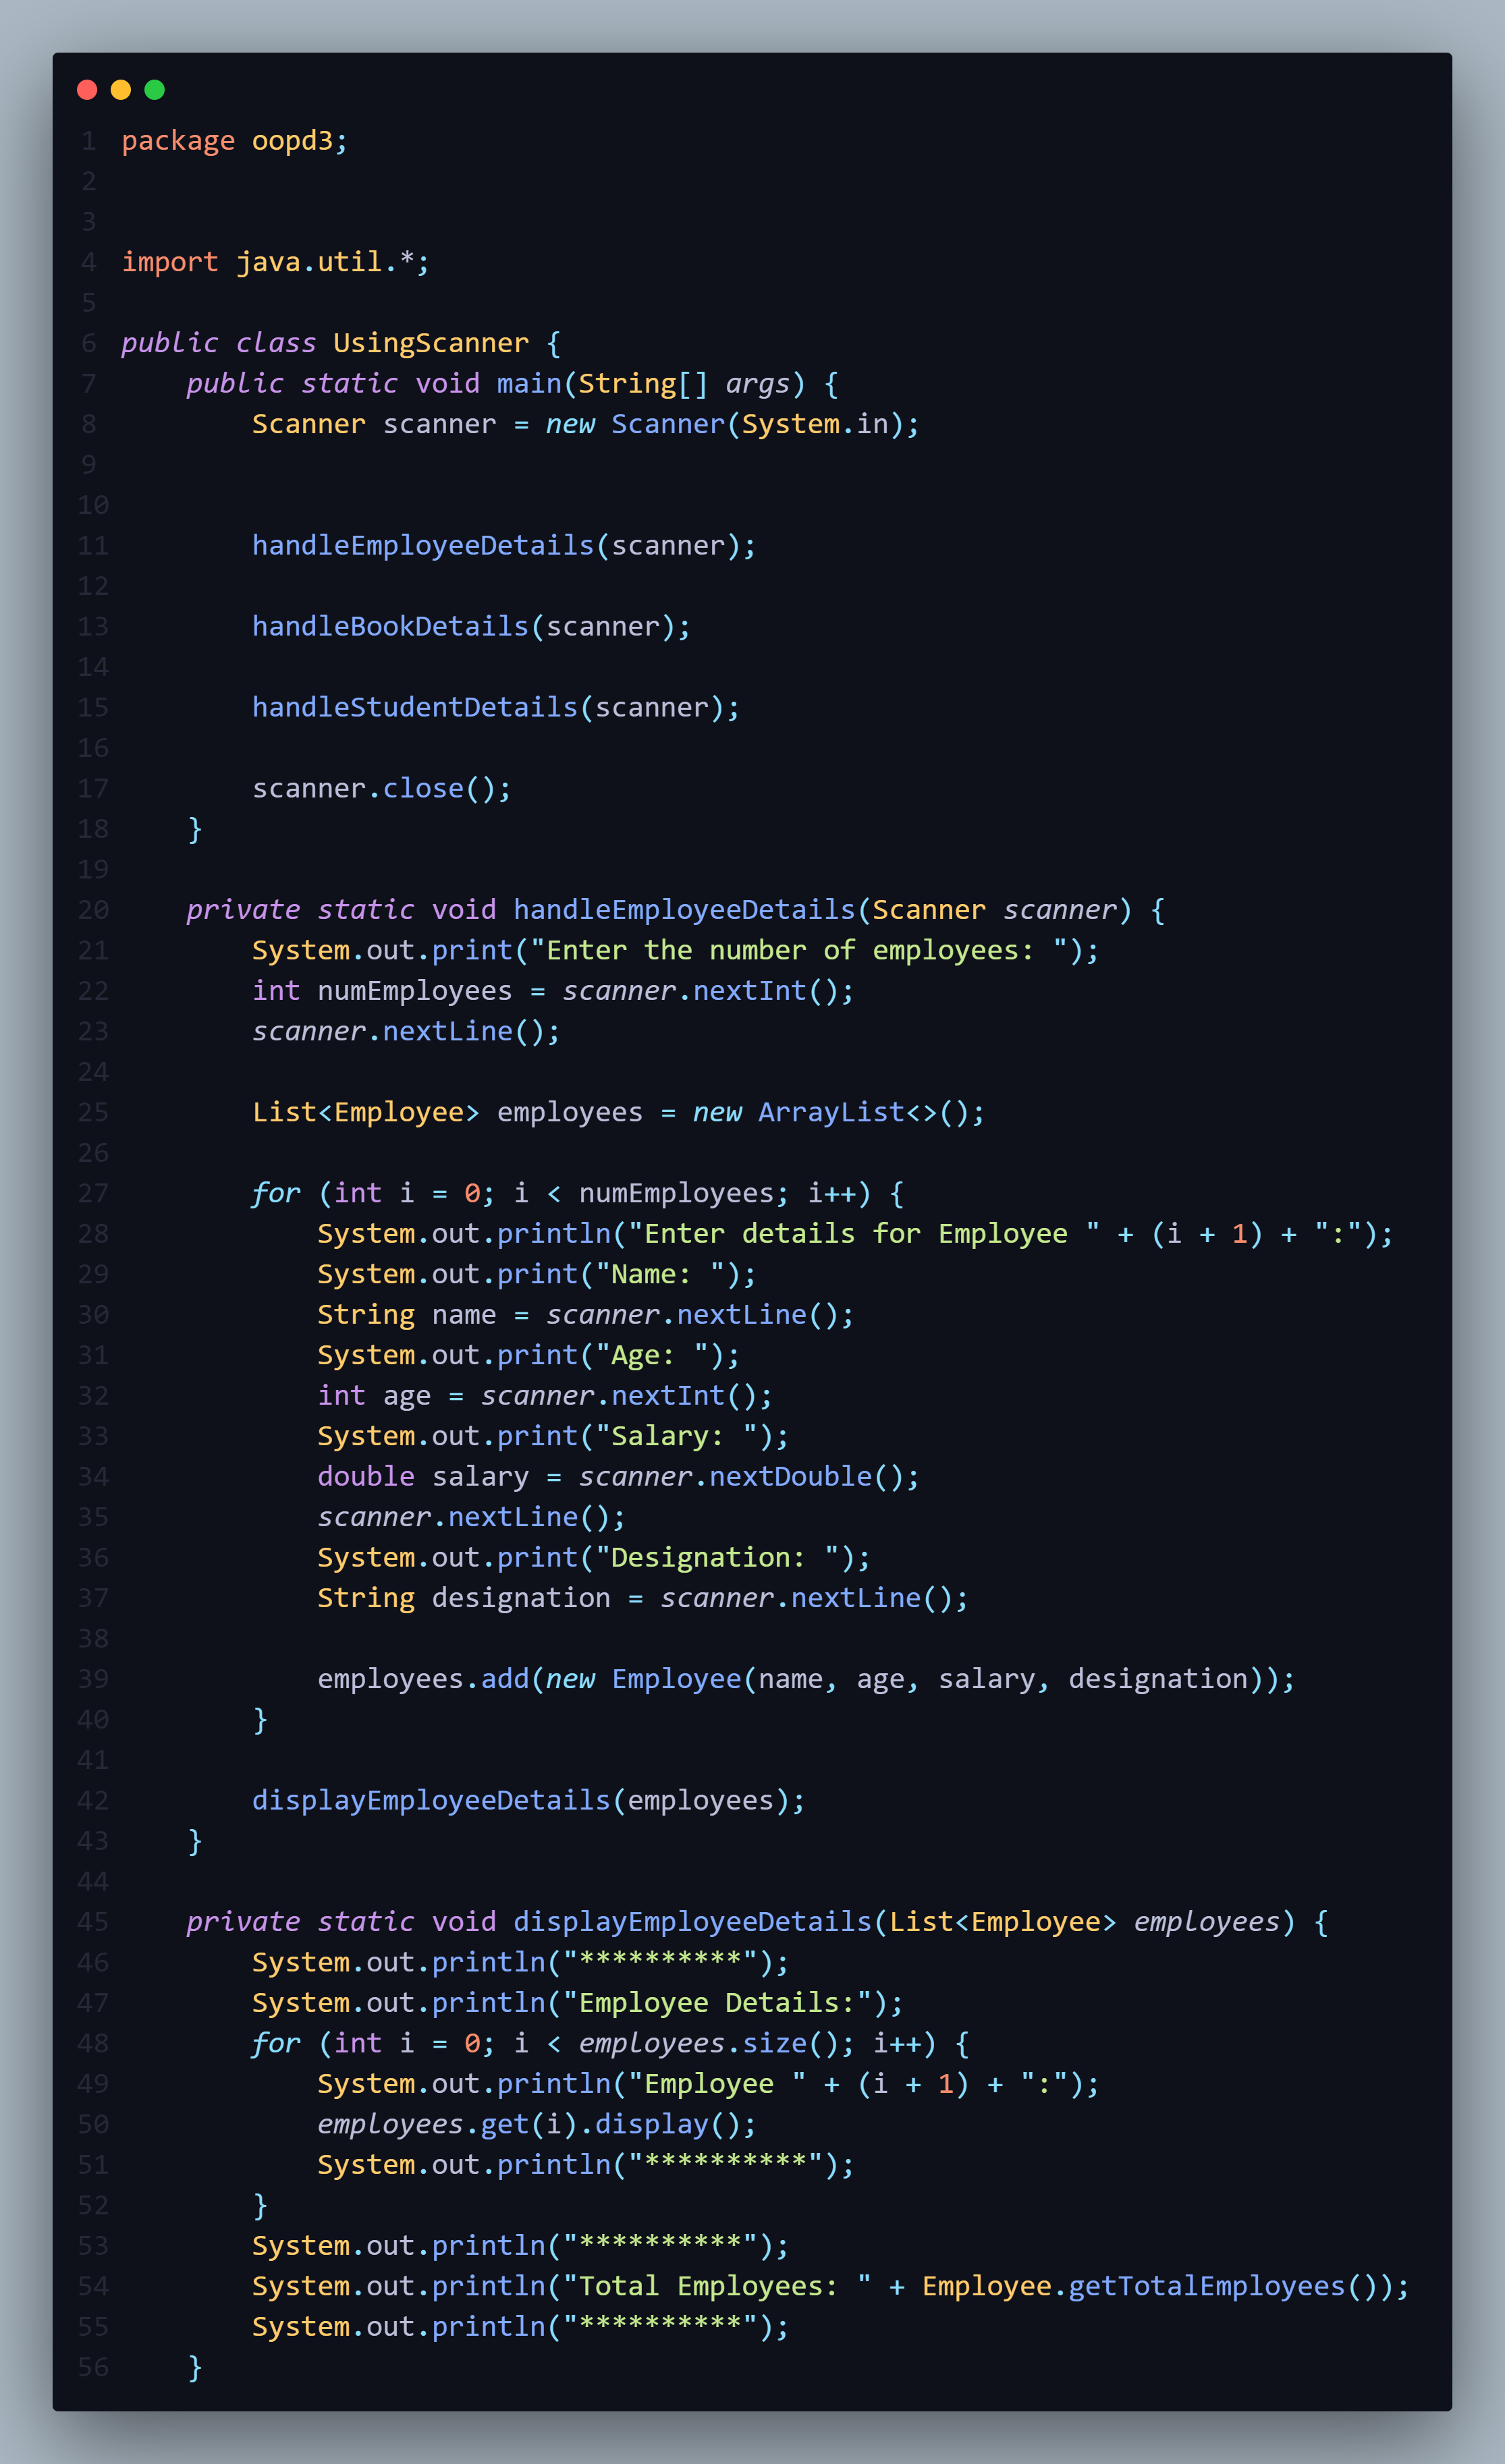 1 package oopd3;
2
3
4 import java.util.*;
5
6 public class UsingScanner {
7     public static void main(String[] args) {
8         Scanner scanner = new Scanner(System.in);
9
10
11         handleEmployeeDetails(scanner);
12
13         handleBookDetails(scanner);
14
15         handleStudentDetails(scanner);
16
17         scanner.close();
18     }
19
20     private static void handleEmployeeDetails(Scanner scanner) {
21         System.out.print("Enter the number of employees: ");
22         int numEmployees = scanner.nextInt();
23         scanner.nextLine();
24
25         List<Employee> employees = new ArrayList<>();
26
27         for (int i = 0; i < numEmployees; i++) {
28             System.out.println("Enter details for Employee " + (i + 1) + ":");
29             System.out.print("Name: ");
30             String name = scanner.nextLine();
31             System.out.print("Age: ");
32             int age = scanner.nextInt();
33             System.out.print("Salary: ");
34             double salary = scanner.nextDouble();
35             scanner.nextLine();
36             System.out.print("Designation: ");
37             String designation = scanner.nextLine();
38
39             employees.add(new Employee(name, age, salary, designation));
40         }
41
42         displayEmployeeDetails(employees);
43     }
44
45     private static void displayEmployeeDetails(List<Employee> employees) {
46         System.out.println("**********");
47         System.out.println("Employee Details:");
48         for (int i = 0; i < employees.size(); i++) {
49             System.out.println("Employee " + (i + 1) + ":");
50             employees.get(i).display();
51             System.out.println("**********");
52         }
53         System.out.println("**********");
54         System.out.println("Total Employees: " + Employee.getTotalEmployees());
55         System.out.println("**********");
56     }